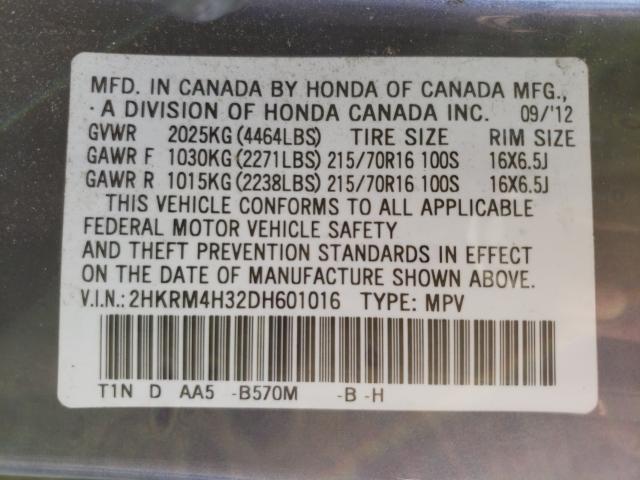 MFD. IN CANADA BY HONDA OF CANADA MFG.,
A DIVISION OF HONDA CANADA INC. 09/'12
GVWR 2025KG(4464LBS) TIRE SIZE RIM SIZE
GAWR F 1030KG(2271LBS) 215/70R16 100S 16X6.5J
GAWR R 1015KG(2238LBS) 215/70R16 100S 16X6.5J
THIS VEHICLE CONFORMS TO ALL APPLICABLE
FEDERAL MOTOR VEHICLE SAFETY
AND THEFT PREVENTION STANDARDS IN EFFECT
ON THE DATE OF MANUFACTURE SHOWN ABOVE.
V.I.N.:2HKRM4H32DH601016 TYPE: MPV
T1N D AA5 -B570M -B -H